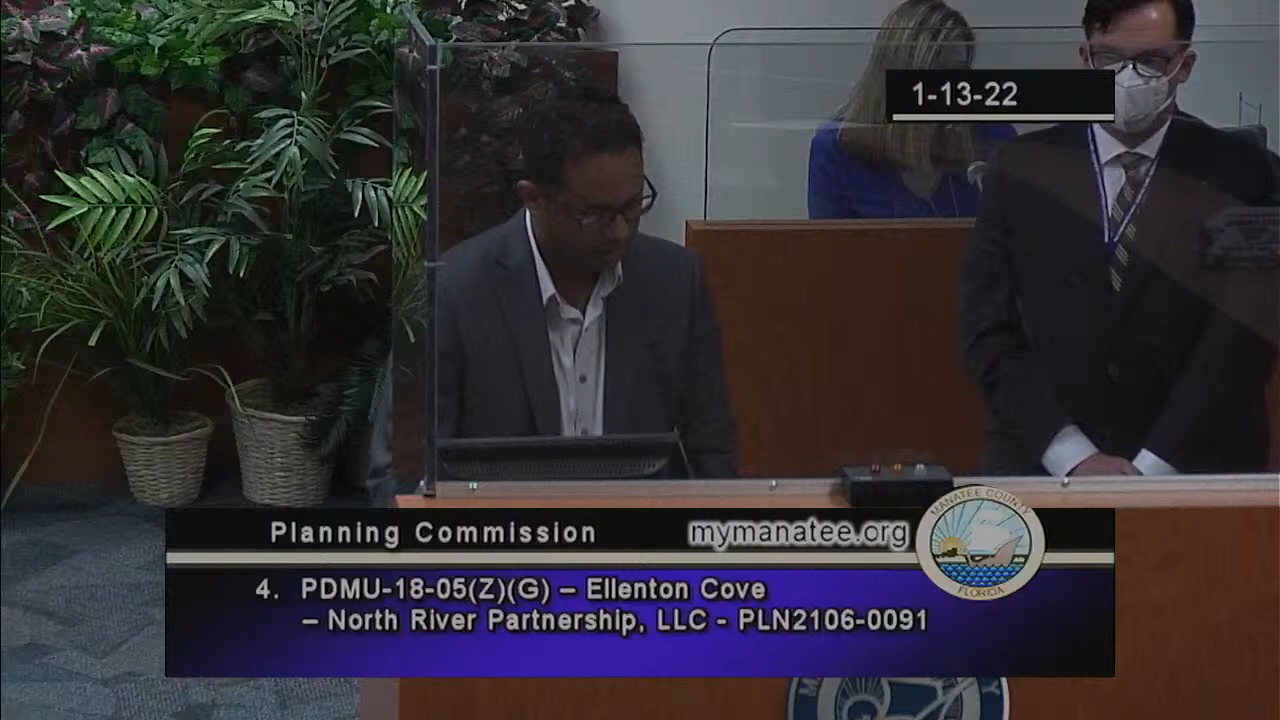 1-13-22
Planning Commission
mymanatee.org
MANATEE COUNTY
FLORIDA
4. PDMU-18-05(Z)(G) – Ellenton Cove
– North River Partnership, LLC - PLN2106-0091